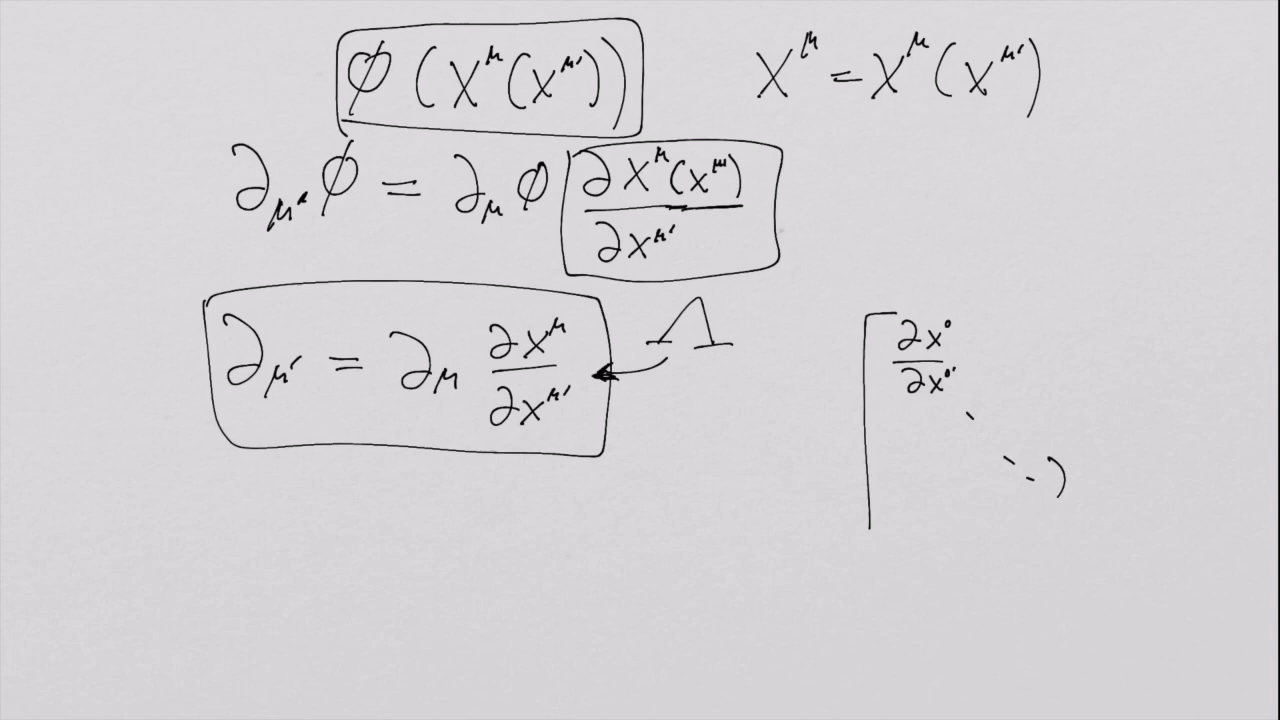 ϕ(x^μ(x^μ'))    x^μ = x^μ(x^μ')
∂_μ' ϕ = ∂_μ ϕ ∂x^μ(x^μ')/∂x^μ'
∂_μ' = ∂_μ ∂x^μ/∂x^μ' ← Λ
[∂x^0/∂x^0' ⋱